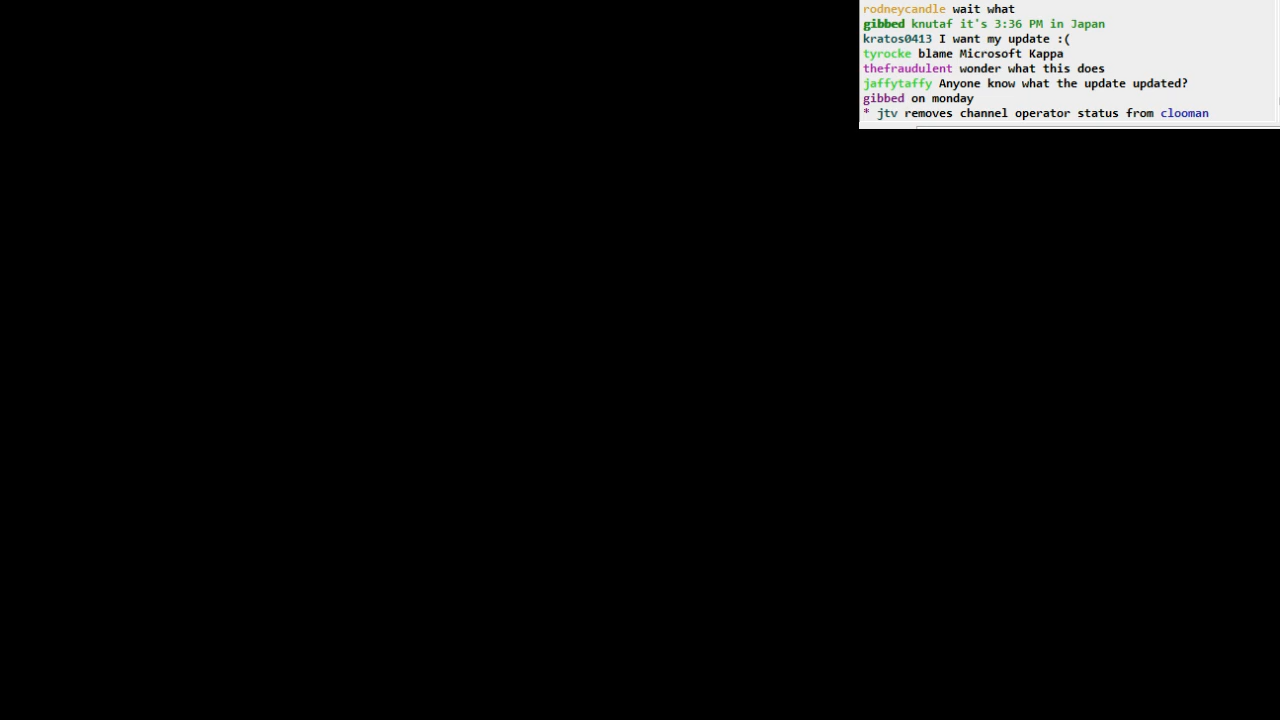 rodneycandle wait what
gibbed knutaf it's 3:36 PM in Japan
kratos0413 I want my update :(
tyrocke blame Microsoft Kappa
thefraudulent wonder what this does
jaffytaffy Anyone know what the update updated?
gibbed on monday
* jtv removes channel operator status from clooman